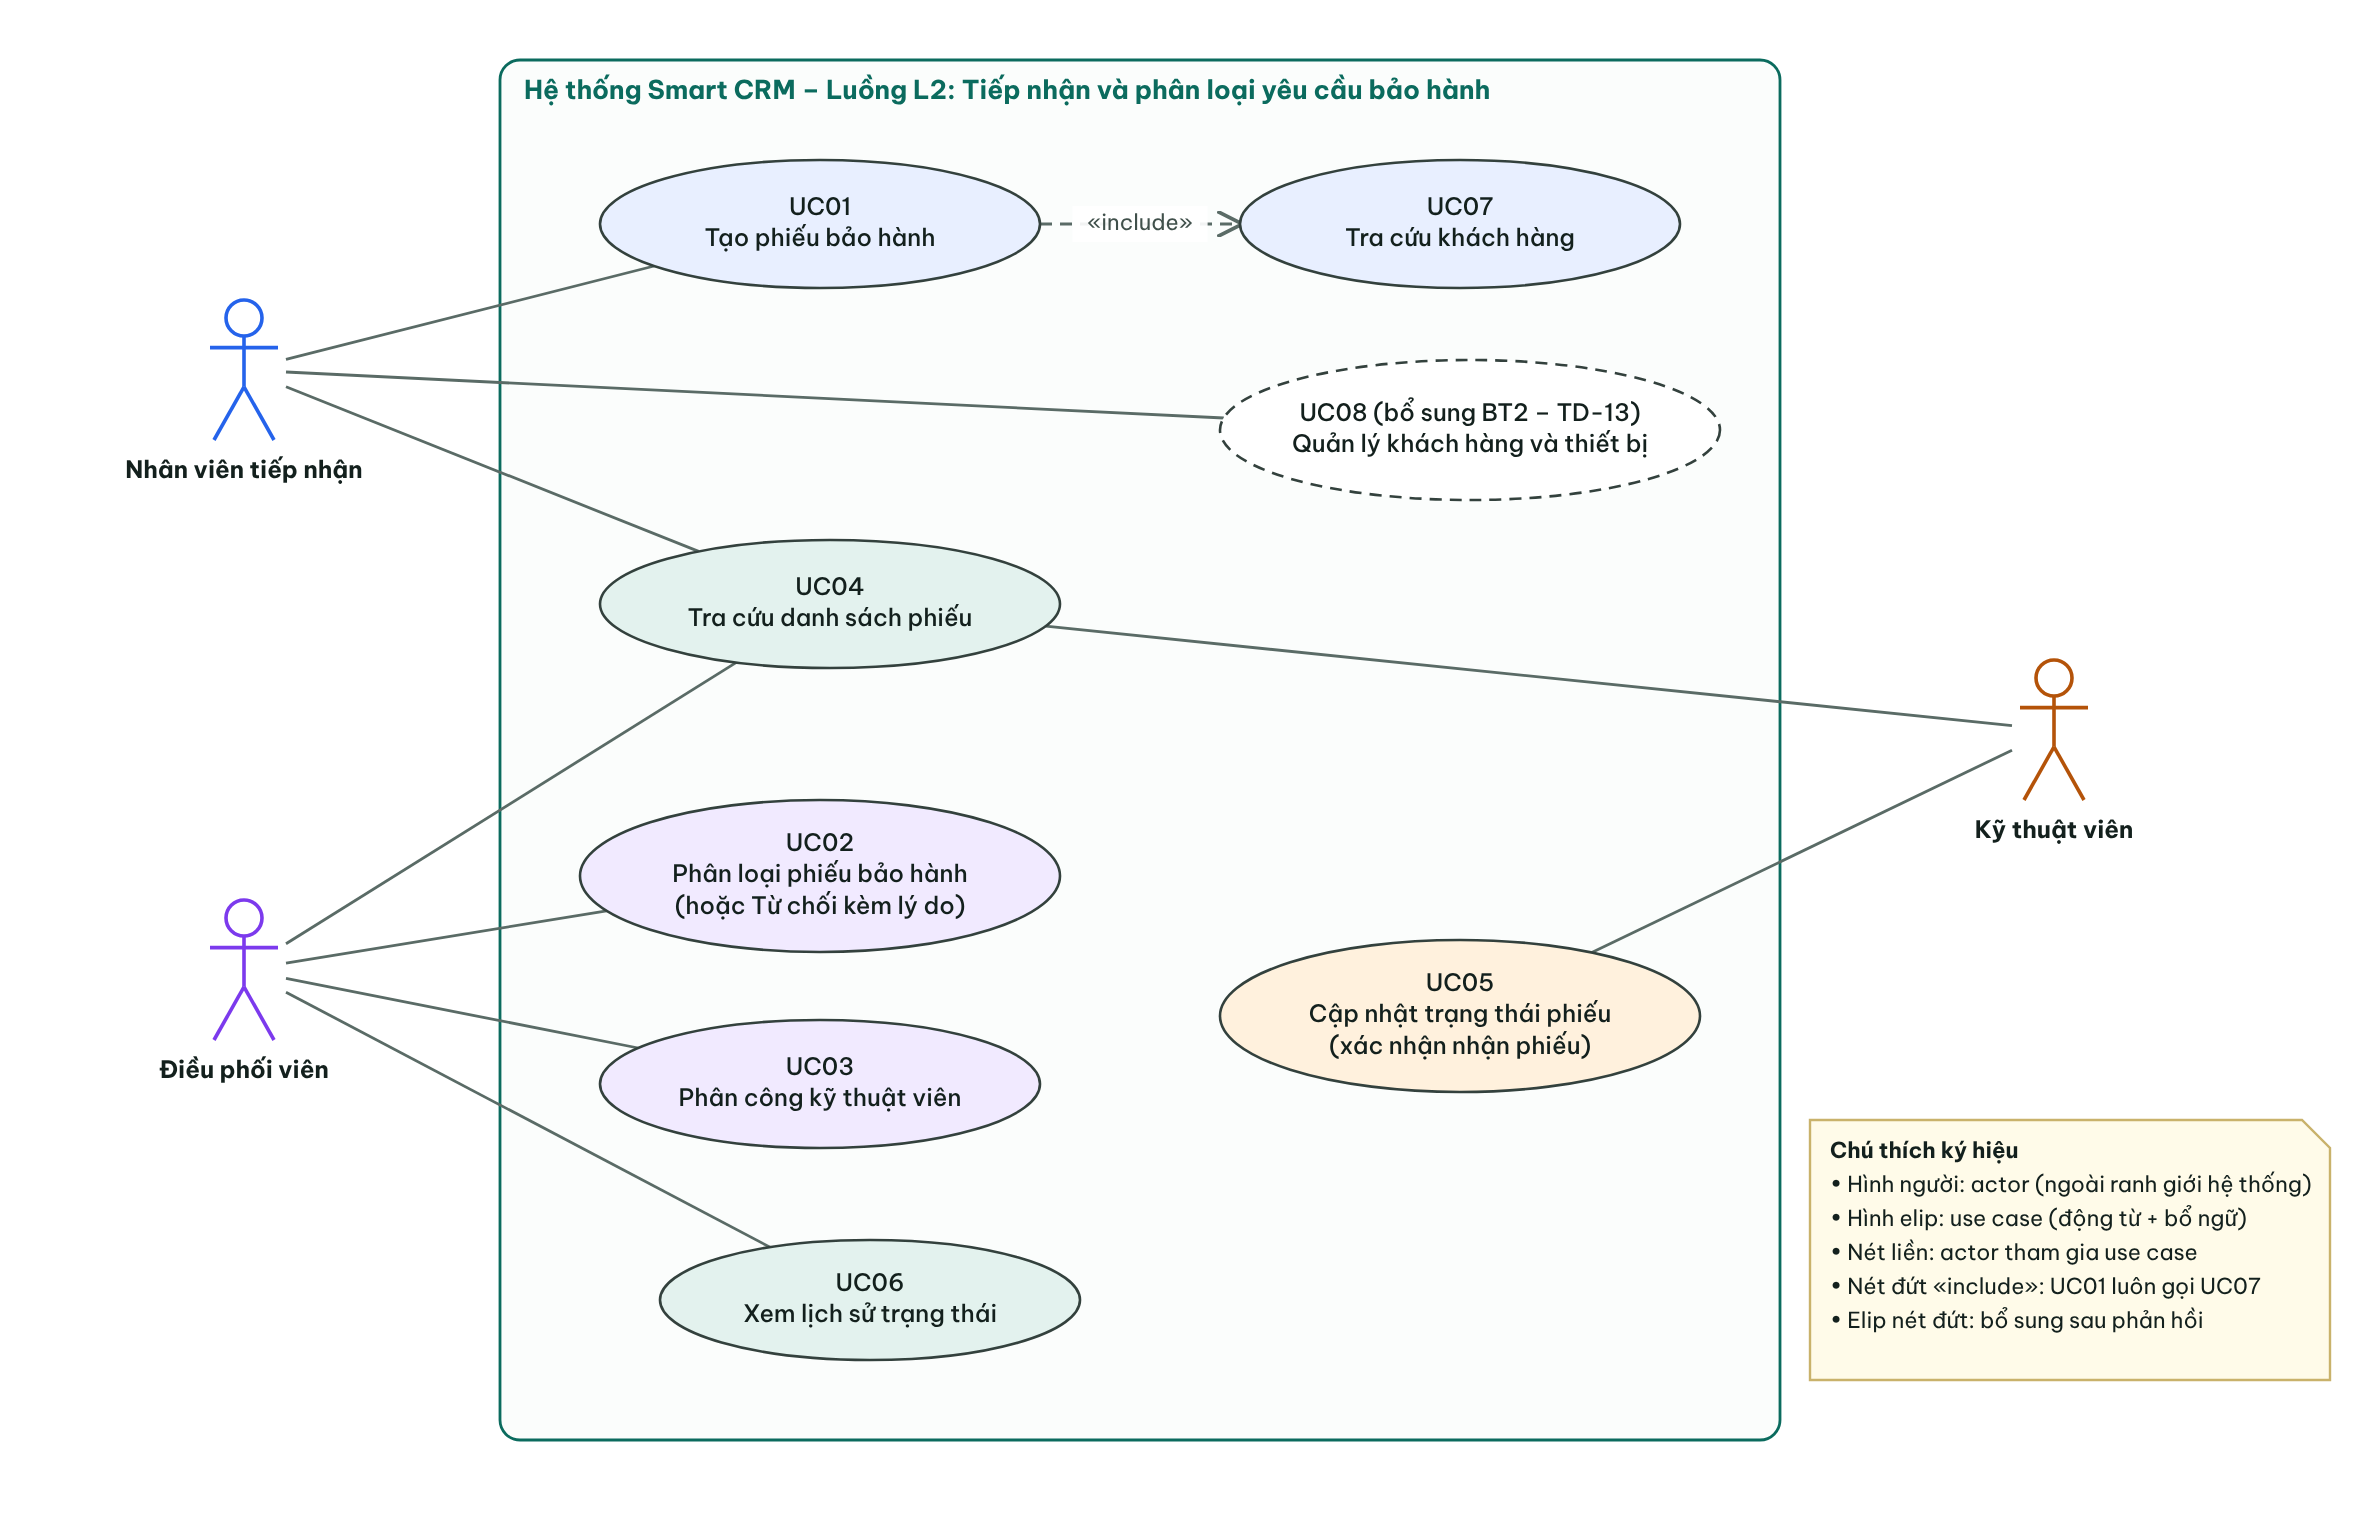 Hệ thống Smart CRM – Luồng L2: Tiếp nhận và phân loại yêu cầu bảo hành
UC01
Tạo phiếu bảo hành
«include»
UC07
Tra cứu khách hàng
Nhân viên tiếp nhận
UC08 (bổ sung BT2 – TD-13)
Quản lý khách hàng và thiết bị
UC04
Tra cứu danh sách phiếu
Kỹ thuật viên
UC02
Phân loại phiếu bảo hành
(hoặc Từ chối kèm lý do)
Điều phối viên
UC05
Cập nhật trạng thái phiếu
(xác nhận nhận phiếu)
UC03
Phân công kỹ thuật viên
UC06
Xem lịch sử trạng thái
Chú thích ký hiệu
• Hình người: actor (ngoài ranh giới hệ thống)
• Hình elip: use case (động từ + bổ ngữ)
• Nét liền: actor tham gia use case
• Nét đứt «include»: UC01 luôn gọi UC07
• Elip nét đứt: bổ sung sau phản hồi